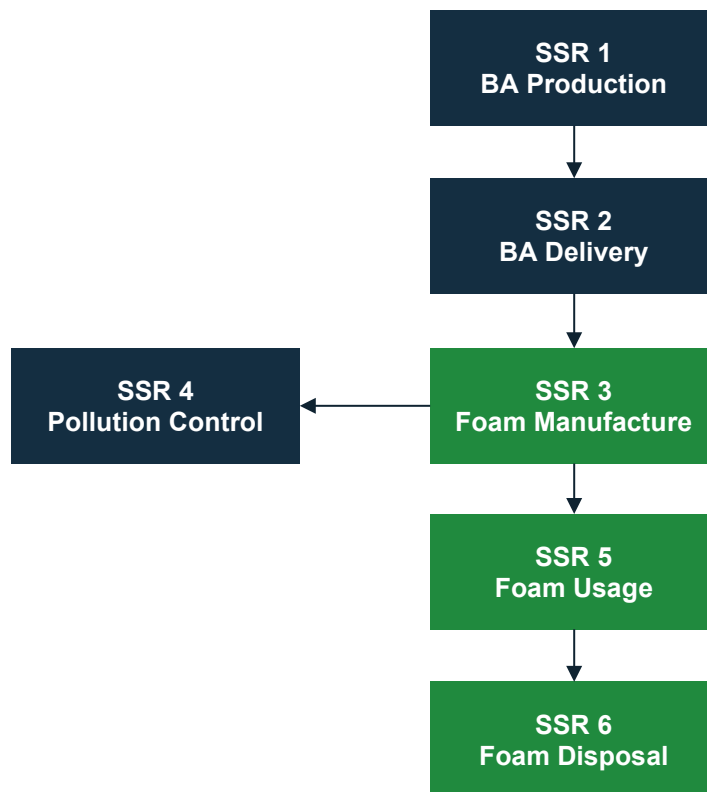 SSR 1
BA Production
SSR 2
BA Delivery
SSR 4
Pollution Control
SSR 3
Foam Manufacture
SSR 5
Foam Usage
SSR 6
Foam Disposal